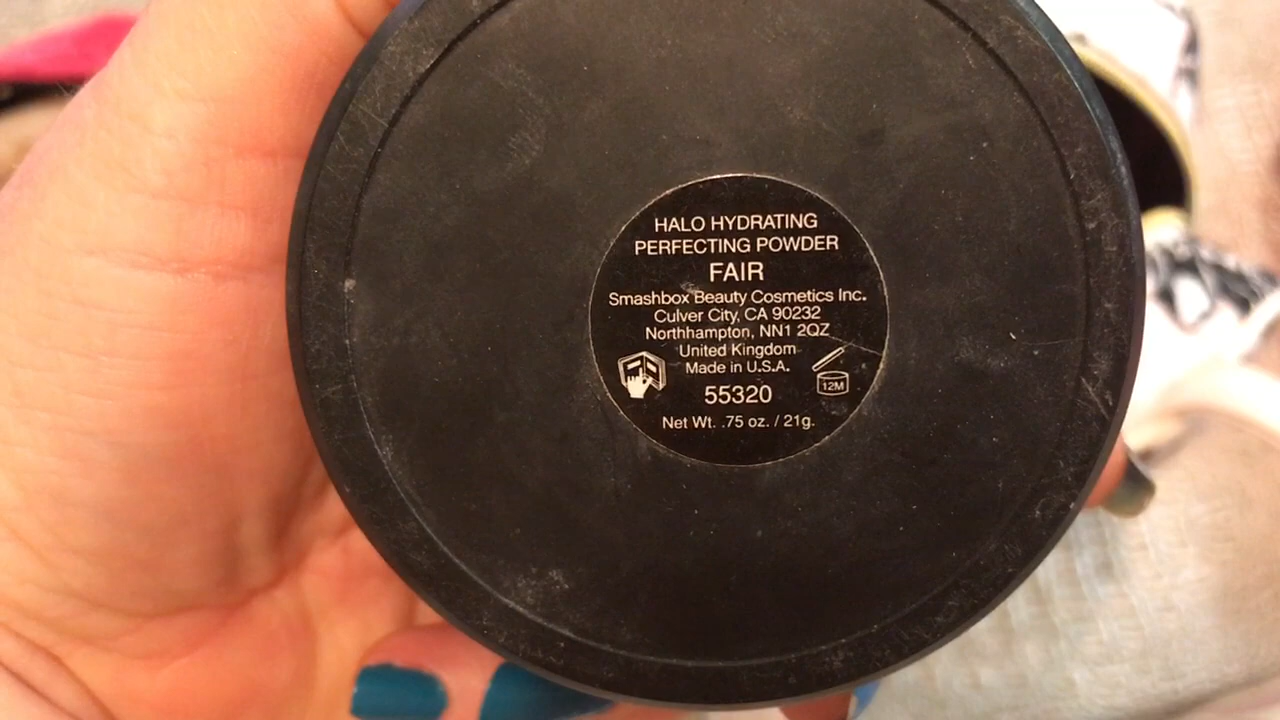 HALO HYDRATING
PERFECTING POWDER
FAIR
Smashbox Beauty Cosmetics Inc.
Culver City, CA 90232
Northhampton, NN1 2QZ
United Kingdom
Made in U.S.A.
12M
55320
Net Wt. .75 oz. / 21g.